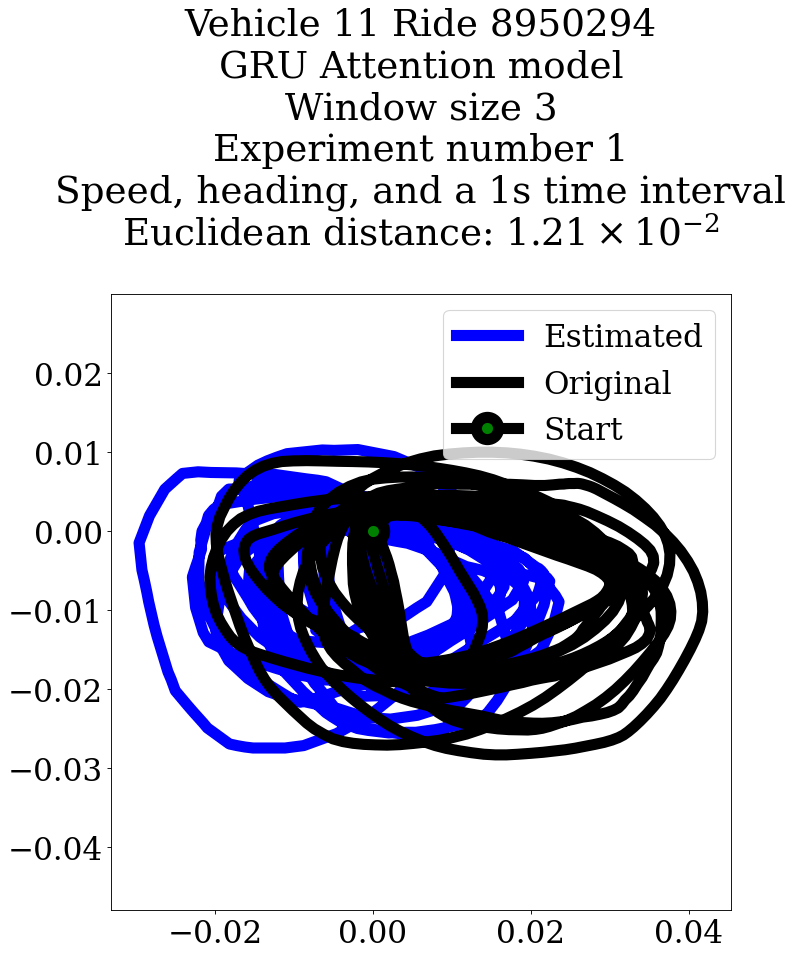 Vehicle 11 Ride 8950294
GRU Attention model
Window size 3
Experiment number 1
Speed, heading, and a 1s time interval
Euclidean distance: 1.21 × 10⁻²
Estimated
Original
Start
0.02
0.01
0.00
−0.01
−0.02
−0.03
−0.04
−0.02 0.00 0.02 0.04